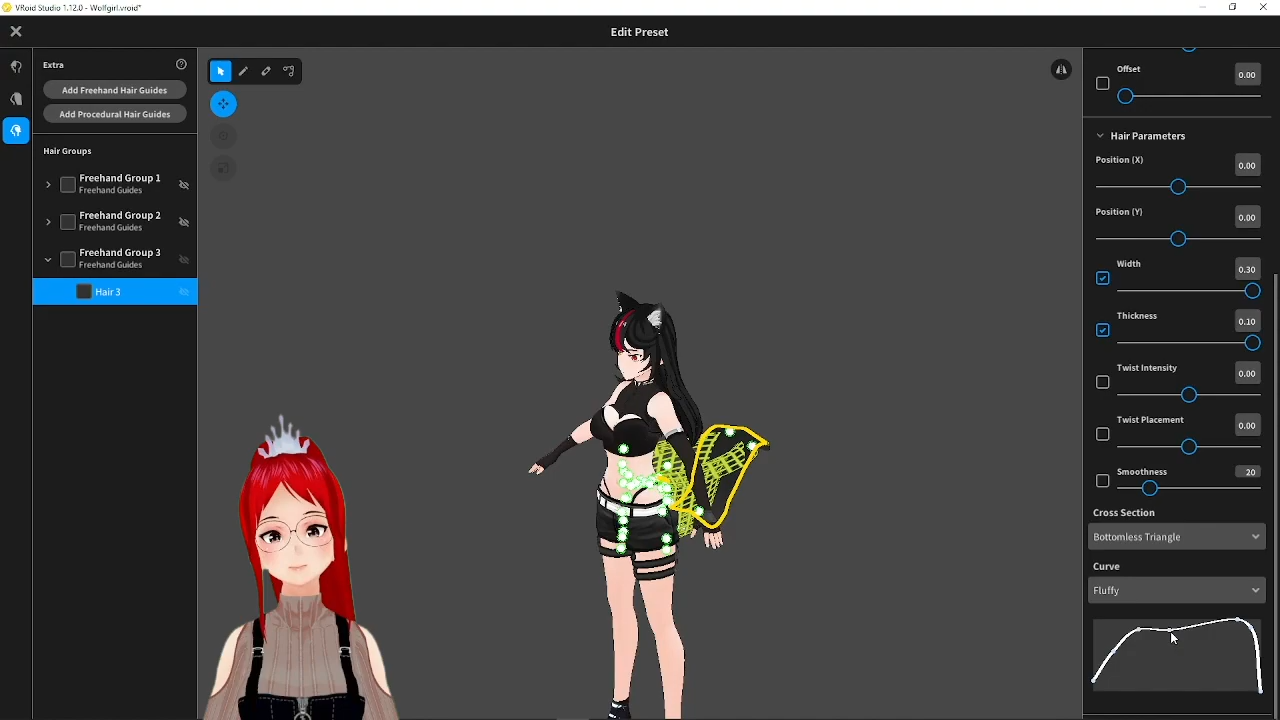 VRoid Studio 1.12.0 - Wolfgirl.vroid*
Edit Preset
Extra
Add Freehand Hair Guides
Add Procedural Hair Guides
Hair Groups
Freehand Group 1
Freehand Guides
Freehand Group 2
Freehand Guides
Freehand Group 3
Freehand Guides
Hair 3
Offset
0.00
Hair Parameters
Position (X)
0.00
Position (Y)
0.00
Width
0.30
Thickness
0.10
Twist Intensity
0.00
Twist Placement
0.00
Smoothness
20
Cross Section
Bottomless Triangle
Curve
Fluffy